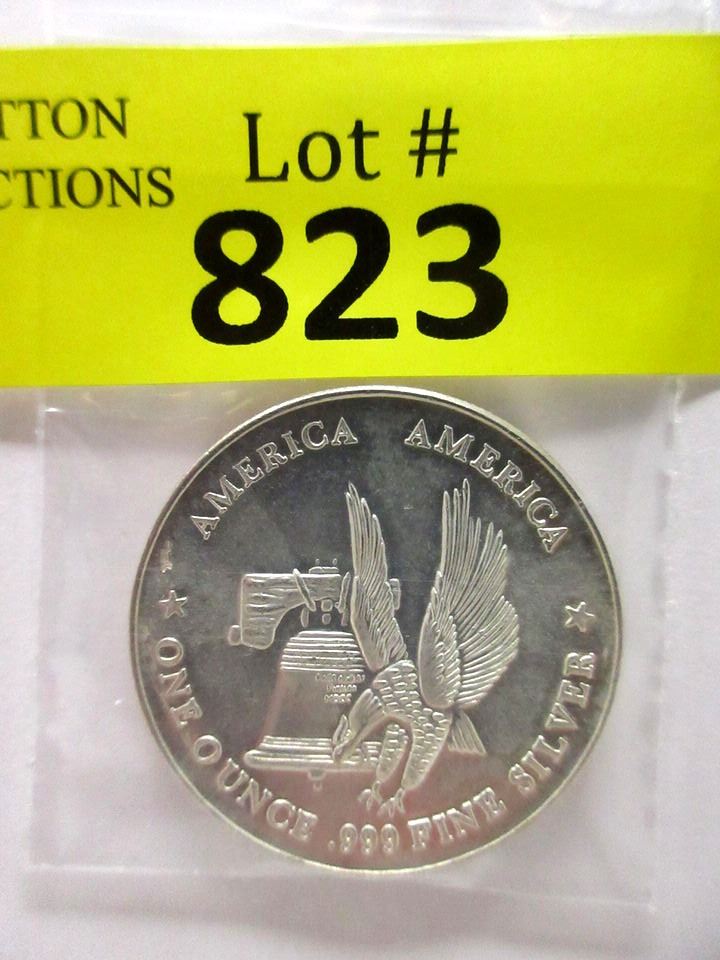 TTON
CTIONS
Lot #
823
AMERICA AMERICA
ONE OUNCE .999 FINE SILVER